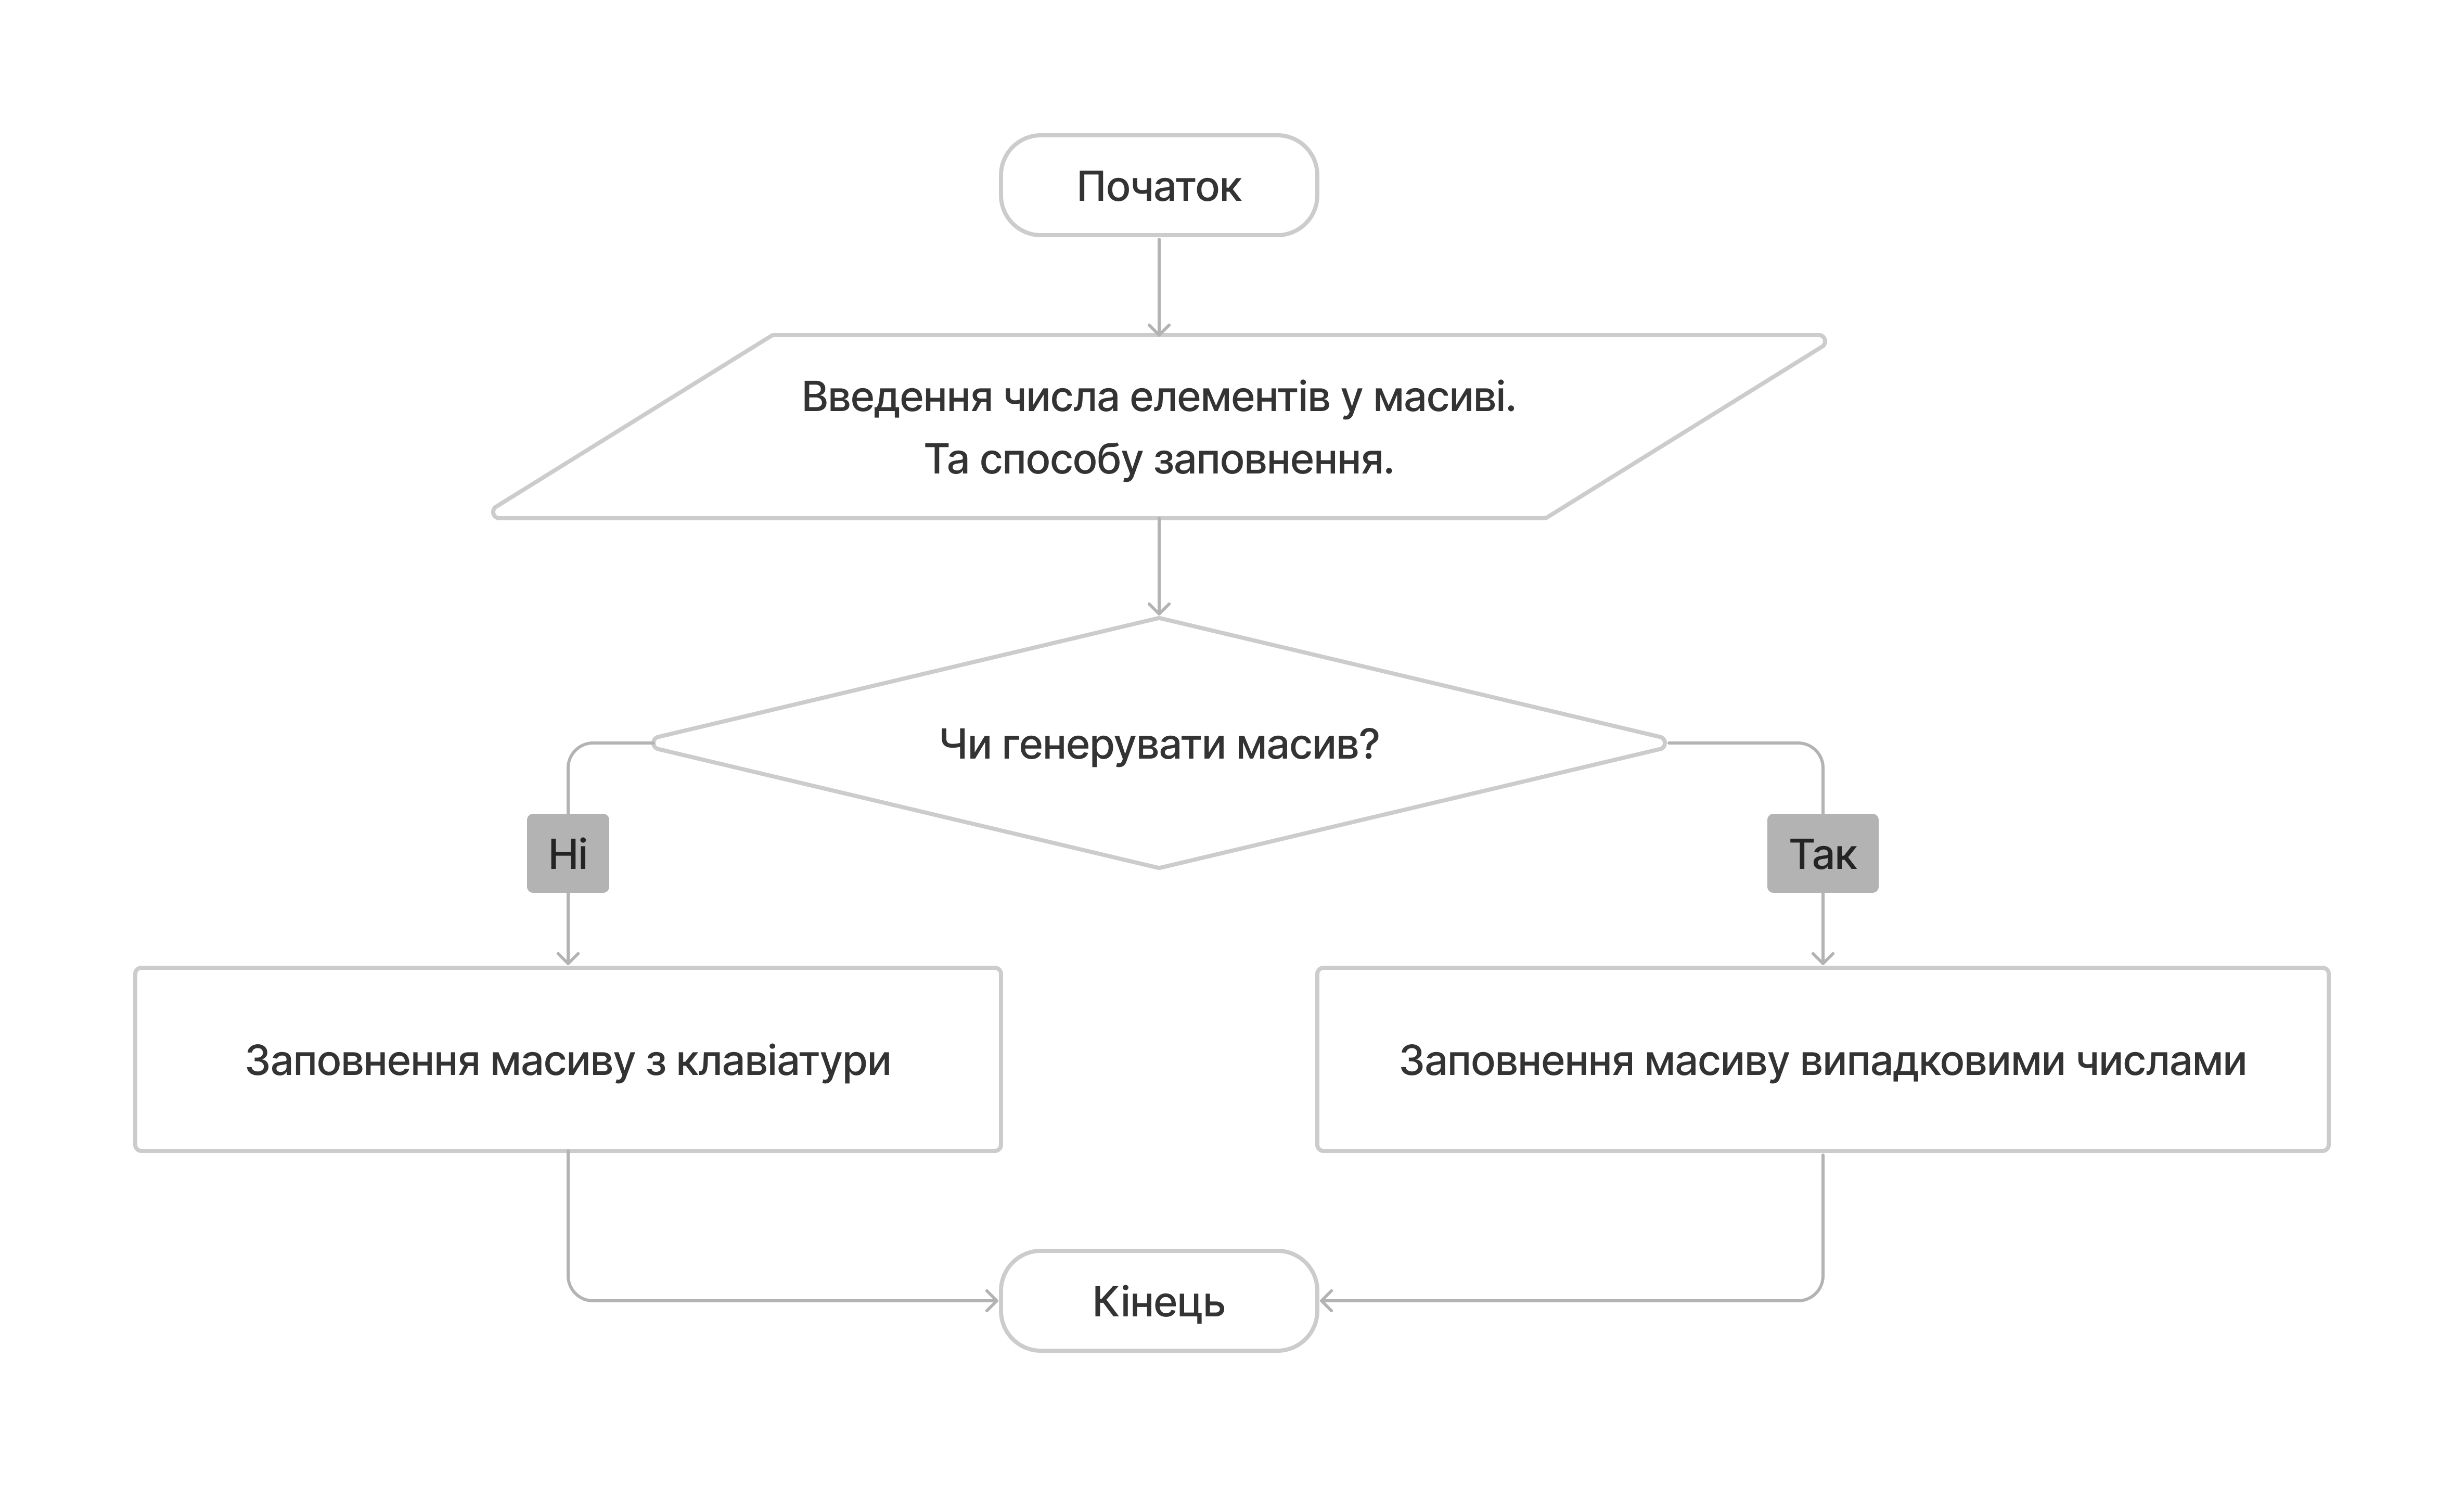 Початок
Введення числа елементів у масиві.
Та способу заповнення.
Чи генерувати масив?
Ні
Так
Заповнення масиву з клавіатури
Заповнення масиву випадковими числами
Кінець